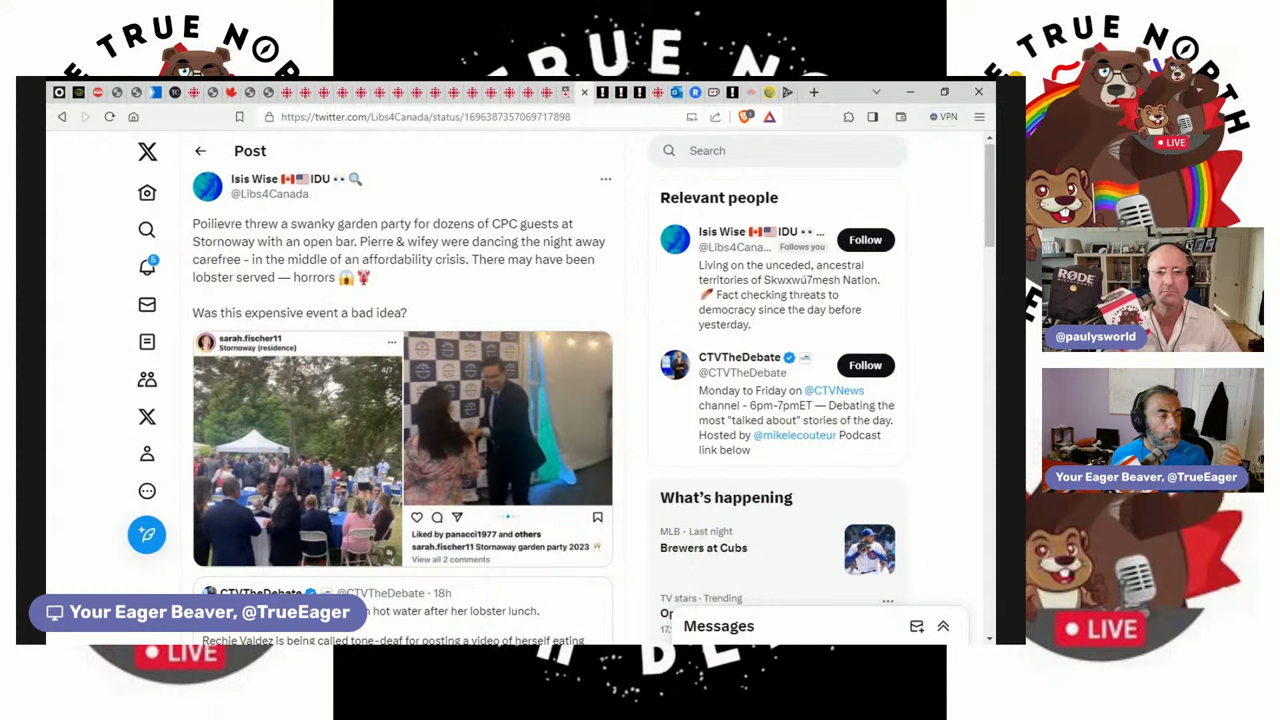 TRUE NO
TRUE N
TRUE NORTH
LIVE
https://twitter.com/Libs4Canada/status/1696387357069717898
VPN
Post
Isis Wise 🇨🇦🇺🇸IDU 👀🔍
@Libs4Canada
Poilievre threw a swanky garden party for dozens of CPC guests at
Stornoway with an open bar. Pierre & wifey were dancing the night away
carefree - in the middle of an affordability crisis. There may have been
lobster served — horrors 😱🦞
Was this expensive event a bad idea?
sarah.fischer11
Stornoway (residence)
4/7
Liked by panacci1977 and others
sarah.fischer11 Stornaway garden party 2023
View all 2 comments
CTVTheDebate @CTVTheDebate · 18h
hot water after her lobster lunch.
Rechie Valdez is being called tone-deaf for posting a video of herself eating
Search
Relevant people
Isis Wise 🇨🇦🇺🇸IDU 👀 ...
@Libs4Cana... Follows you
Follow
Living on the unceded, ancestral
territories of Skwxwú7mesh Nation.
🪶 Fact checking threats to
democracy since the day before
yesterday.
CTVTheDebate
@CTVTheDebate
Follow
Monday to Friday on @CTVNews
channel - 6pm-7pmET — Debating the
most "talked about" stories of the day.
Hosted by @mikelecouteur Podcast
link below
What's happening
MLB · Last night
Brewers at Cubs
TV stars · Trending
Messages
5
RØDE
@paulysworld
Your Eager Beaver, @TrueEager
Your Eager Beaver, @TrueEager
LIVE
LIVE